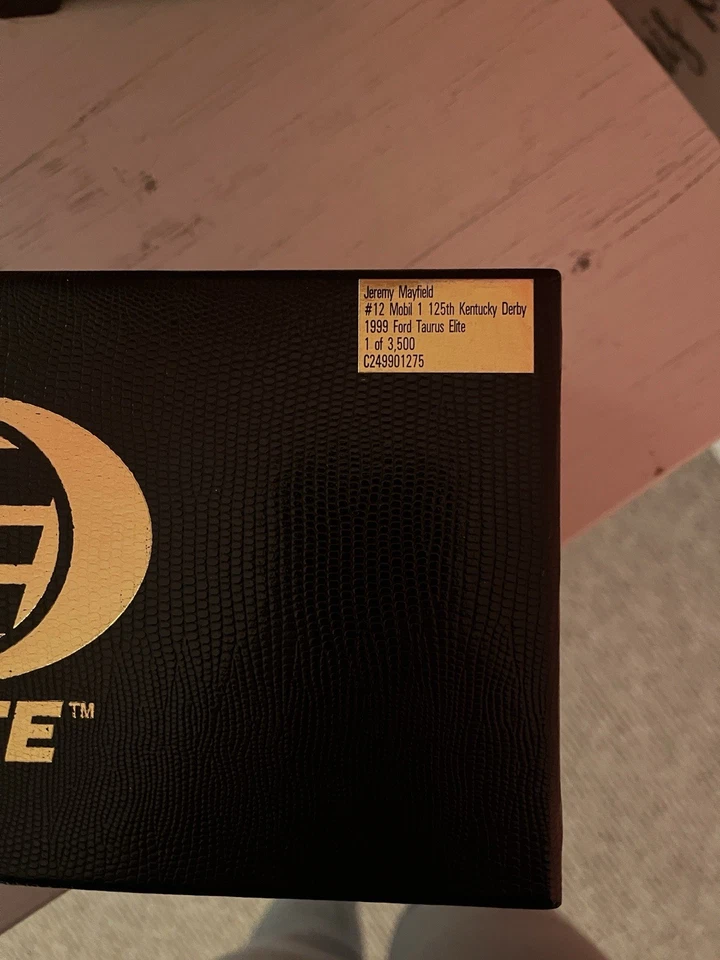 Jeremy Mayfield
#12 Mobil 1 125th Kentucky Derby
1999 Ford Taurus Elite
1 of 3,500
C249901275
TE™